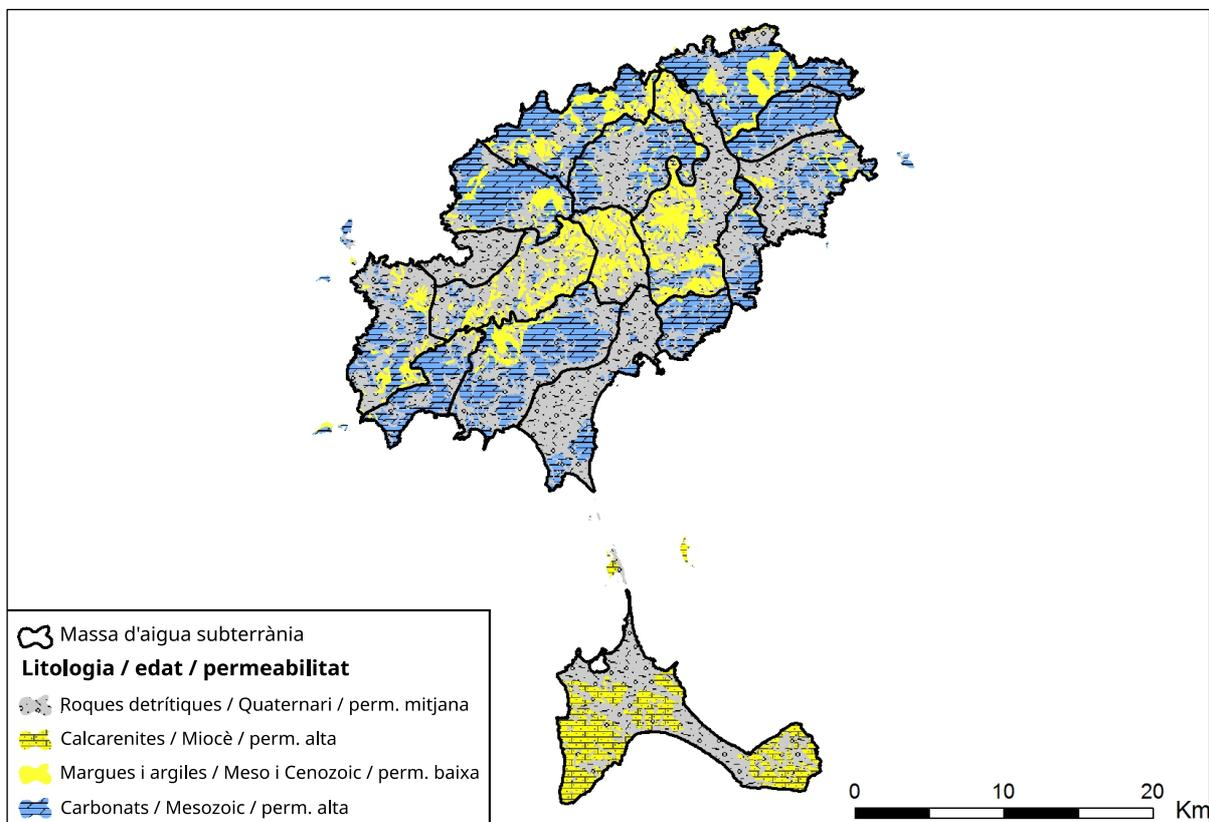 Massa d'aigua subterrània
Litologia / edat / permeabilitat
Roques detrítiques / Quaternari / perm. mitjana
Calcarenites / Miocè / perm. alta
Margues i argiles / Meso i Cenozoic / perm. baixa
Carbonats / Mesozoic / perm. alta
0 10 20
Km